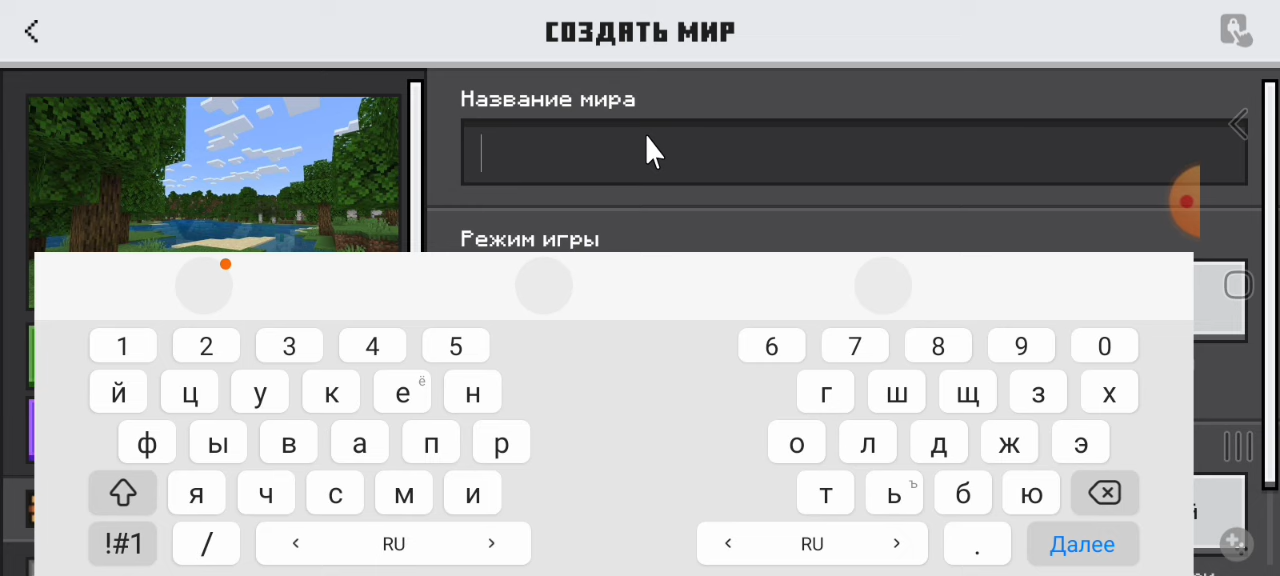 СОЗДАТЬ МИР
Название мира
Режим игры
1 2 3 4 5 6 7 8 9 0
й ц у к е ё н г ш щ з х
ф ы в а п р о л д ж э
я ч с м и т ь ъ б ю
!#1 / < RU > < RU > . Далее